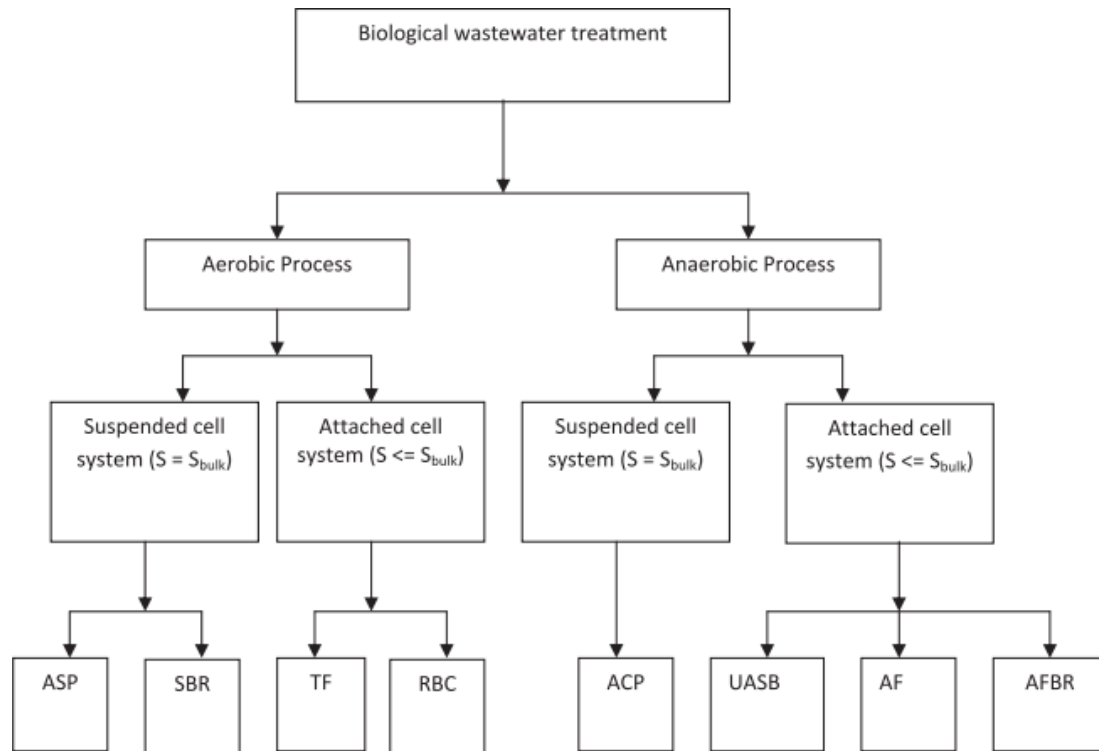 Biological wastewater treatment
Aerobic Process
Anaerobic Process
Suspended cell
system (S = Sbulk)
Attached cell
system (S <= Sbulk)
Suspended cell
system (S = Sbulk)
Attached cell
system (S <= Sbulk)
ASP
SBR
TF
RBC
ACP
UASB
AF
AFBR